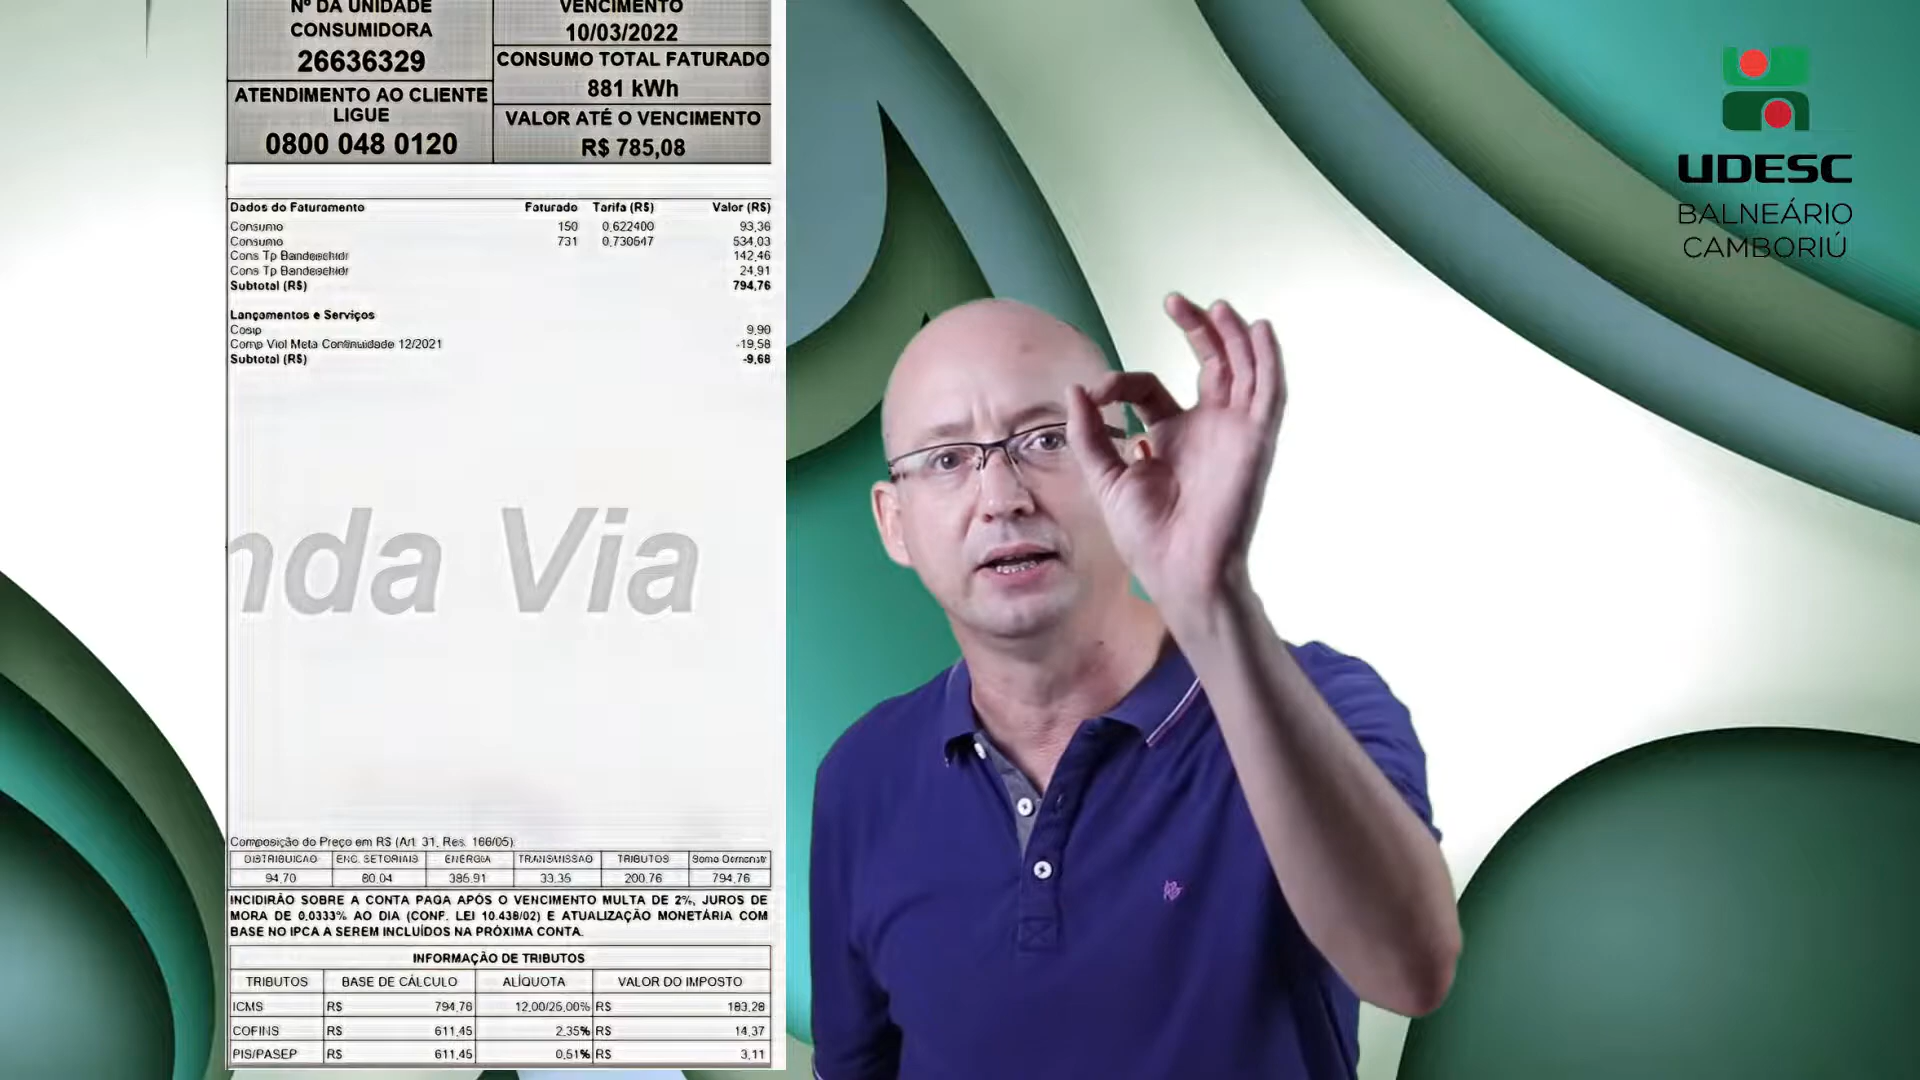 Nº DA UNIDADE
CONSUMIDORA
26636329
ATENDIMENTO AO CLIENTE
LIGUE
0800 048 0120
VENCIMENTO
10/03/2022
CONSUMO TOTAL FATURADO
881 kWh
VALOR ATÉ O VENCIMENTO
R$ 785,08
Dados do Faturamento Faturado Tarifa (R$) Valor (R$)
Consumo 150 0,622400 93,36
Consumo 731 0,730547 534,03
Cons Tp 142,46
Cons Tp 24,91
Subtotal (R$) 794,76
Lançamentos e Serviços
Cosip 9,90
Comp Viol Meta Continuidade 12/2021 -19,58
Subtotal (R$) -9,68
nda Via
Composição do Preço em R$ (Art. 31, Res. 166/05)
DISTRIBUICAO ENC. SETORIAIS ENERGIA TRANSMISSAO TRIBUTOS Soma Demonstr
94,70 80,04 385,91 33,35 200,76 794,76
INCIDIRÃO SOBRE A CONTA PAGA APÓS O VENCIMENTO MULTA DE 2%, JUROS DE
MORA DE 0,0333% AO DIA (CONF. LEI 10.438/02) E ATUALIZAÇÃO MONETÁRIA COM
BASE NO IPCA A SEREM INCLUÍDOS NA PRÓXIMA CONTA.
INFORMAÇÃO DE TRIBUTOS
TRIBUTOS BASE DE CÁLCULO ALÍQUOTA VALOR DO IMPOSTO
ICMS R$ 794,76 12,00/25,00% R$ 183,28
COFINS R$ 611,45 2,35% R$ 14,37
PIS/PASEP R$ 611,45 0,51% R$ 3,11
UDESC
BALNEÁRIO
CAMBORIÚ